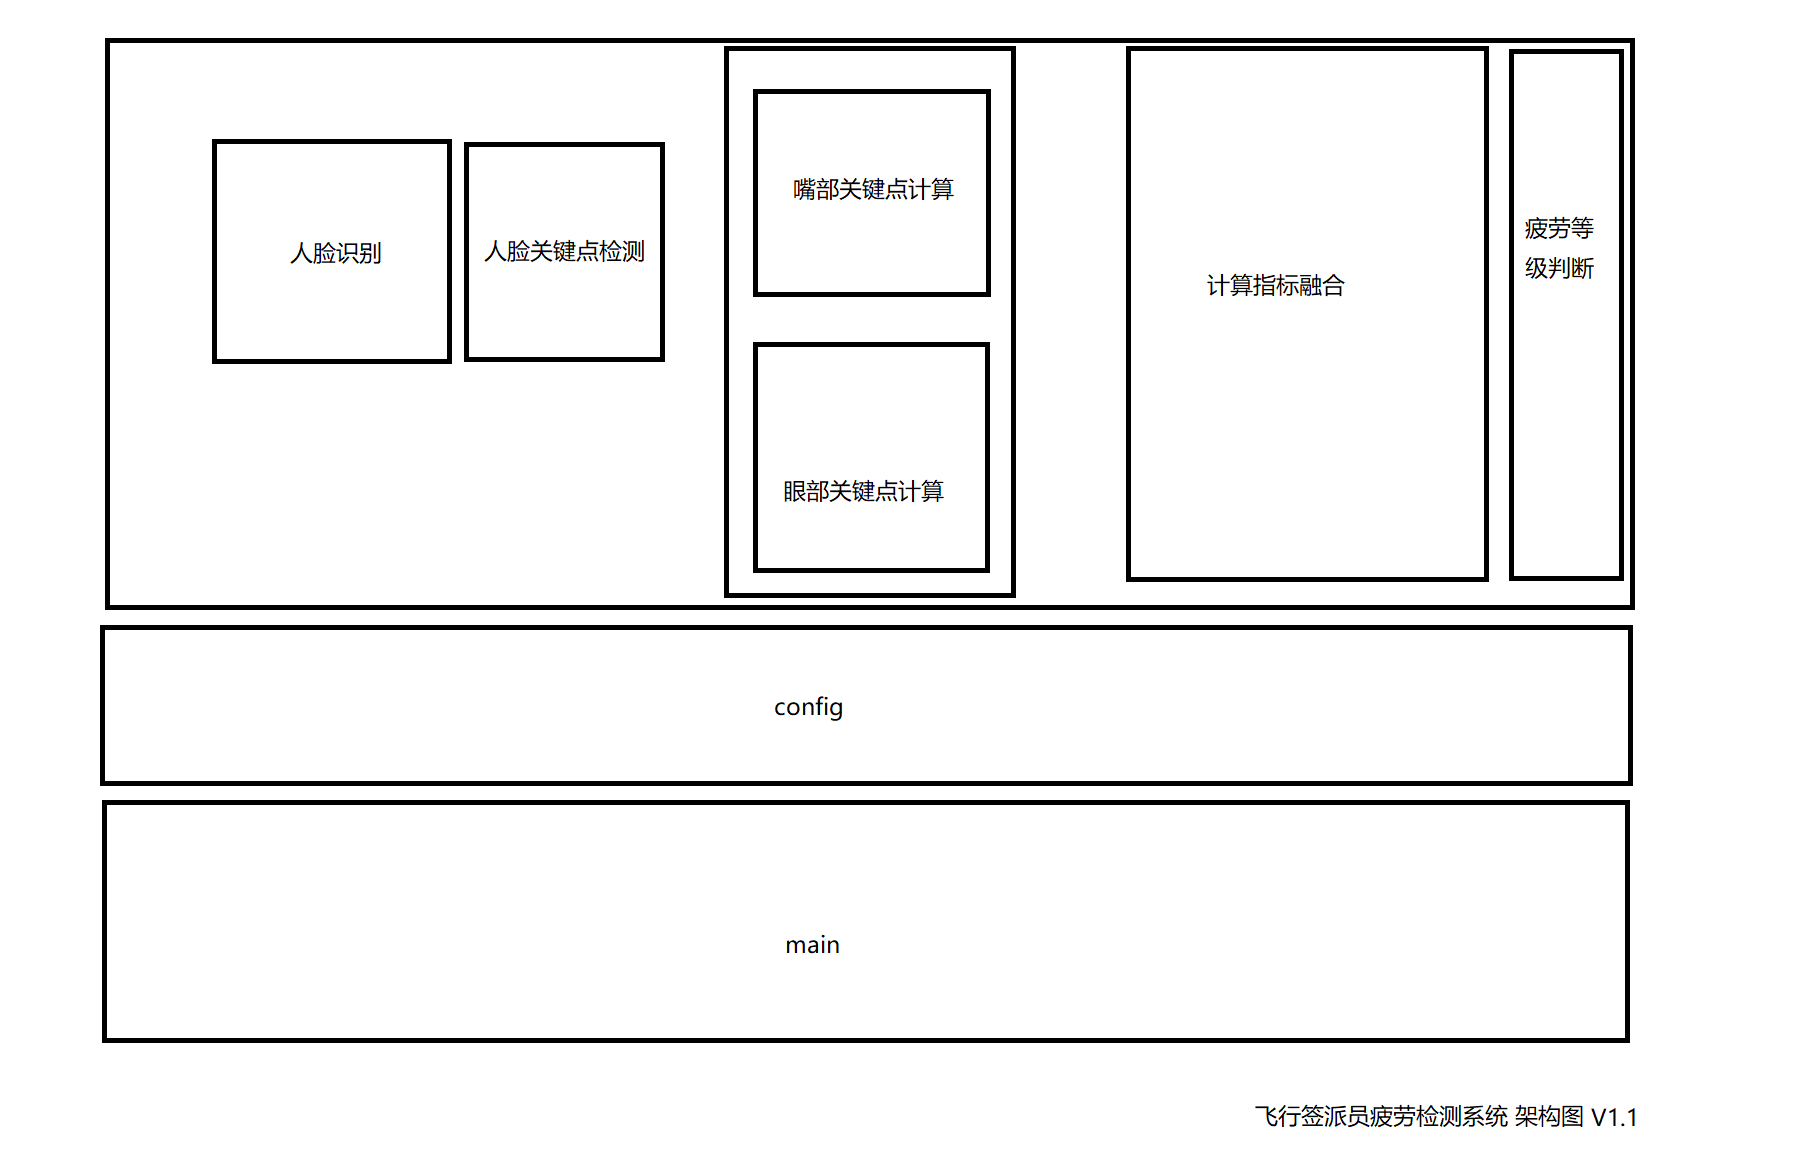 人脸识别
人脸关键点检测
嘴部关键点计算
眼部关键点计算
计算指标融合
疲劳等
级判断
config
main
飞行签派员疲劳检测系统 架构图 V1.1